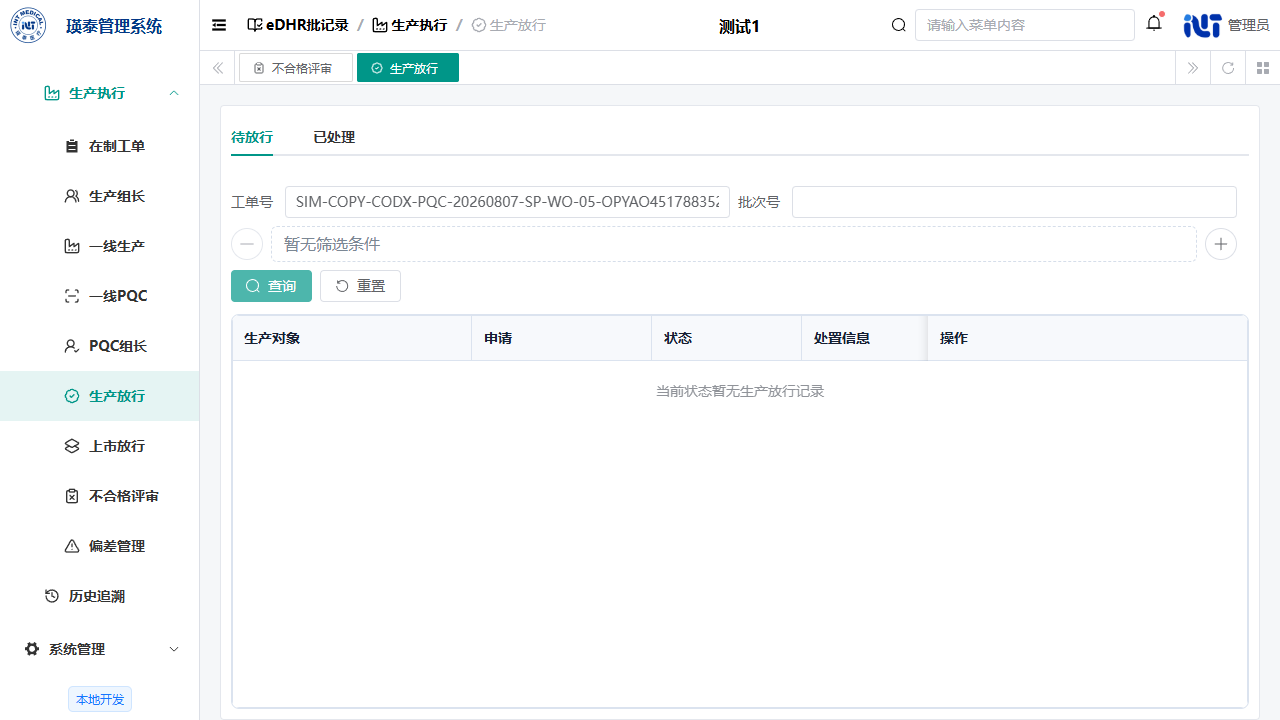 瑛泰管理系统
eDHR批记录 / 生产执行 / 生产放行
测试1
请输入菜单内容
管理员
不合格评审
生产放行
生产执行
在制工单
生产组长
一线生产
一线PQC
PQC组长
生产放行
上市放行
不合格评审
偏差管理
历史追溯
系统管理
本地开发
待放行
已处理
工单号
SIM-COPY-CODX-PQC-20260807-SP-WO-05-OPYAO45178835
批次号
暂无筛选条件
查询
重置
生产对象
申请
状态
处置信息
操作
当前状态暂无生产放行记录